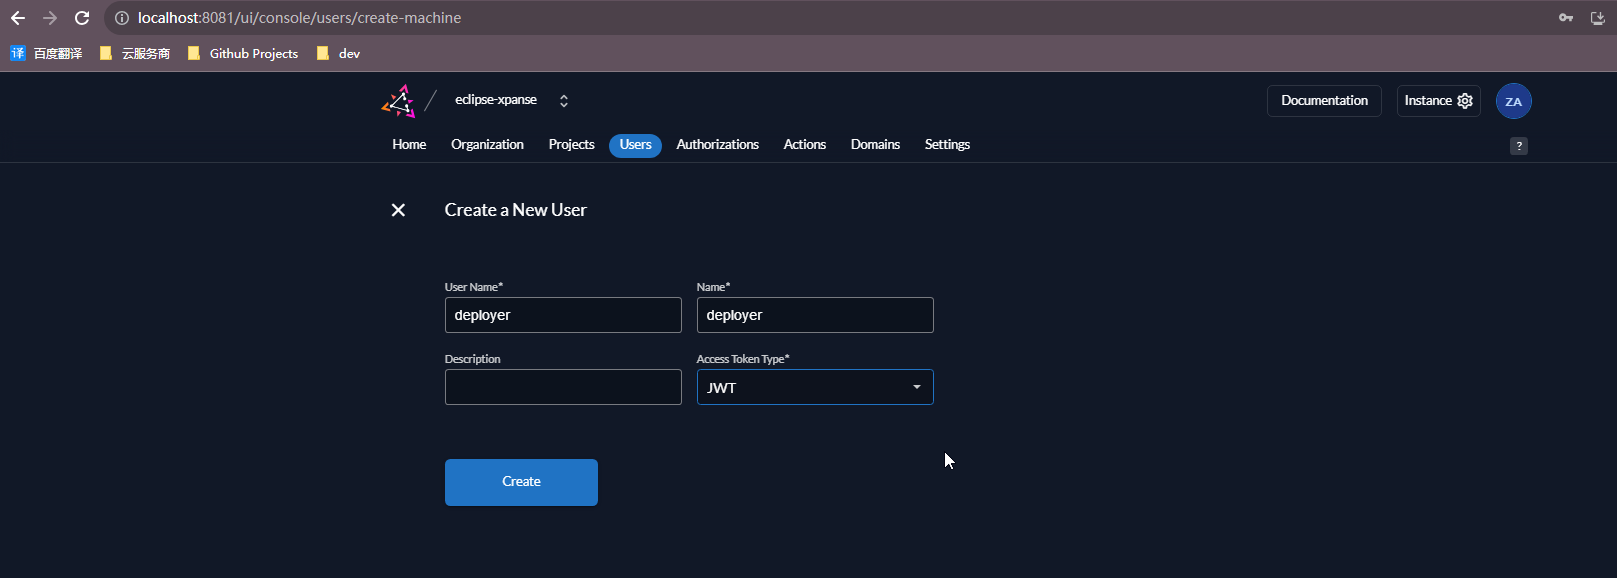 localhost:8081/ui/console/users/create-machine
译 百度翻译 云服务商 Github Projects dev
eclipse-xpanse Documentation Instance ZA
Home Organization Projects Users Authorizations Actions Domains Settings ?
Create a New User
User Name* Name*
deployer deployer
Description Access Token Type*
JWT
Create